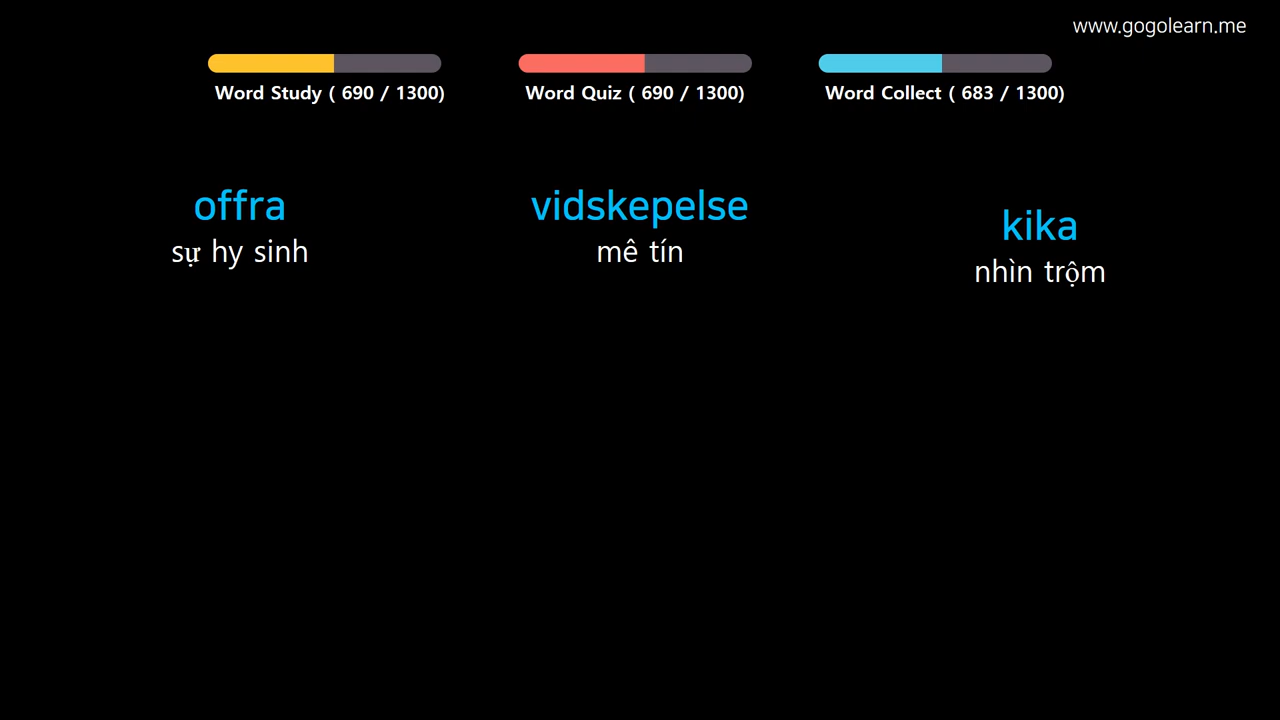 www.gogolearn.me
Word Study ( 690 / 1300)
Word Quiz ( 690 / 1300)
Word Collect ( 683 / 1300)
offra
sự hy sinh
vidskepelse
mê tín
kika
nhìn trộm